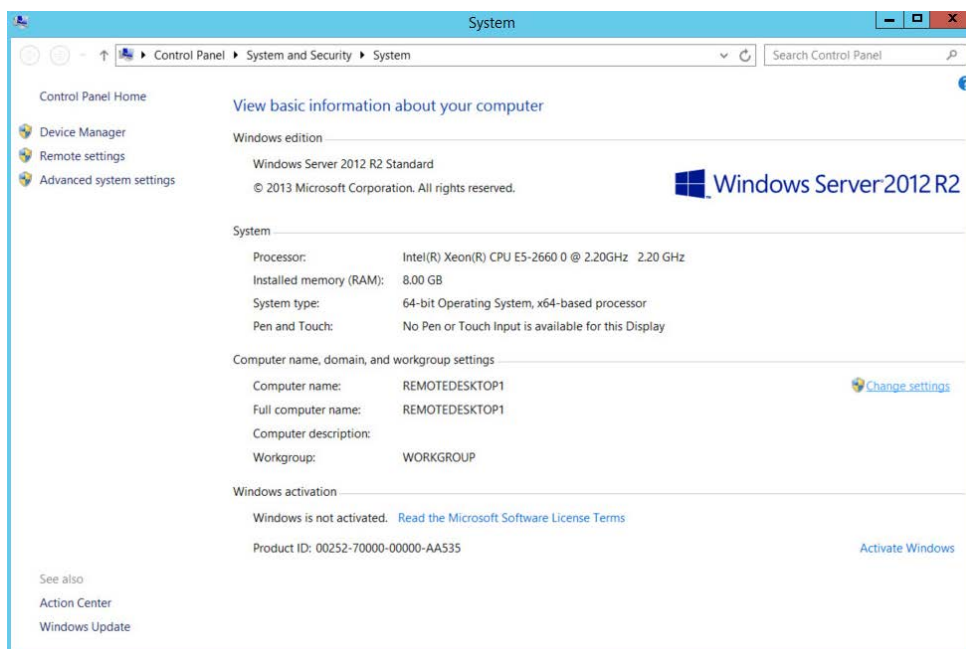 System
Control Panel System and Security System
Search Control Panel
Control Panel Home
Device Manager
Remote settings
Advanced system settings
View basic information about your computer
Windows edition
Windows Server 2012 R2 Standard
© 2013 Microsoft Corporation. All rights reserved.
Windows Server 2012 R2
System
Processor: Intel(R) Xeon(R) CPU E5-2660 0 @ 2.20GHz 2.20 GHz
Installed memory (RAM): 8.00 GB
System type: 64-bit Operating System, x64-based processor
Pen and Touch: No Pen or Touch Input is available for this Display
Computer name, domain, and workgroup settings
Computer name: REMOTEDESKTOP1 Change settings
Full computer name: REMOTEDESKTOP1
Computer description:
Workgroup: WORKGROUP
Windows activation
Windows is not activated. Read the Microsoft Software License Terms
Product ID: 00252-70000-00000-AA535 Activate Windows
See also
Action Center
Windows Update